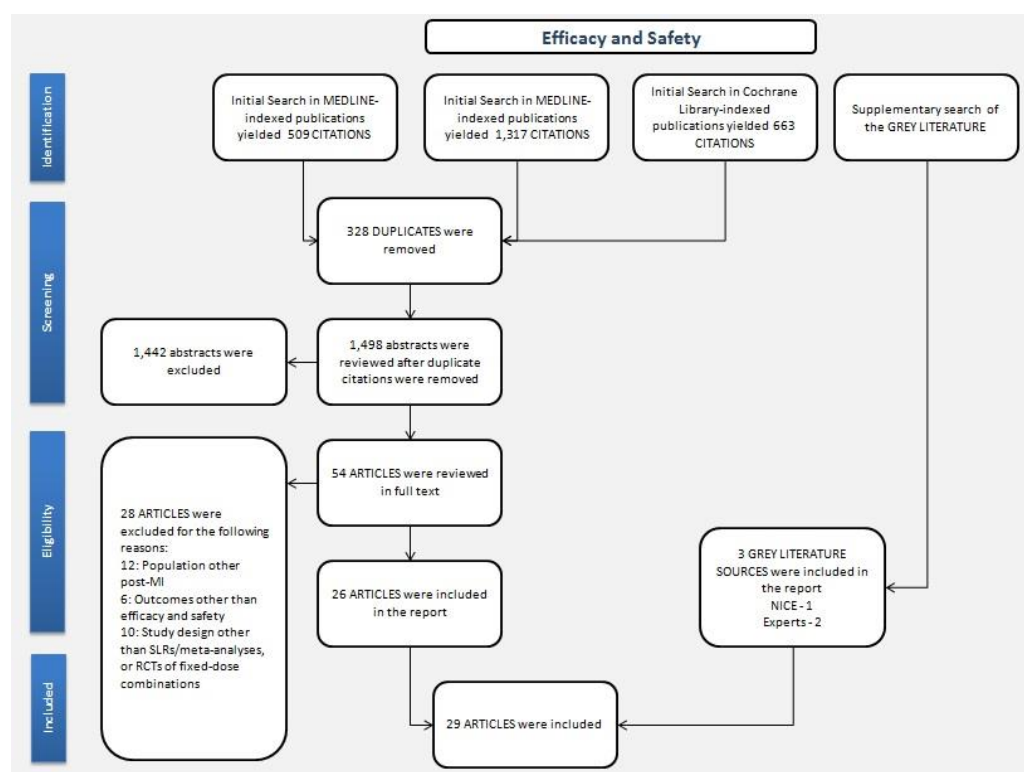 Efficacy and Safety
Identification
Initial Search in MEDLINE-
indexed publications
yielded 509 CITATIONS
Initial Search in MEDLINE-
indexed publications
yielded 1,317 CITATIONS
Initial Search in Cochrane
Library-indexed
publications yielded 663
CITATIONS
Supplementary search of
the GREY LITERATURE
Screening
328 DUPLICATES were
removed
1,442 abstracts were
excluded
1,498 abstracts were
reviewed after duplicate
citations were removed
Eligibility
54 ARTICLES were reviewed
in full text
28 ARTICLES were
excluded for the following
reasons:
12: Population other
post-MI
6: Outcomes other than
efficacy and safety
10: Study design other
than SLRs/meta-analyses,
or RCTs of fixed-dose
combinations
26 ARTICLES were included
in the report
3 GREY LITERATURE
SOURCES were included in
the report
NICE - 1
Experts - 2
Included
29 ARTICLES were included